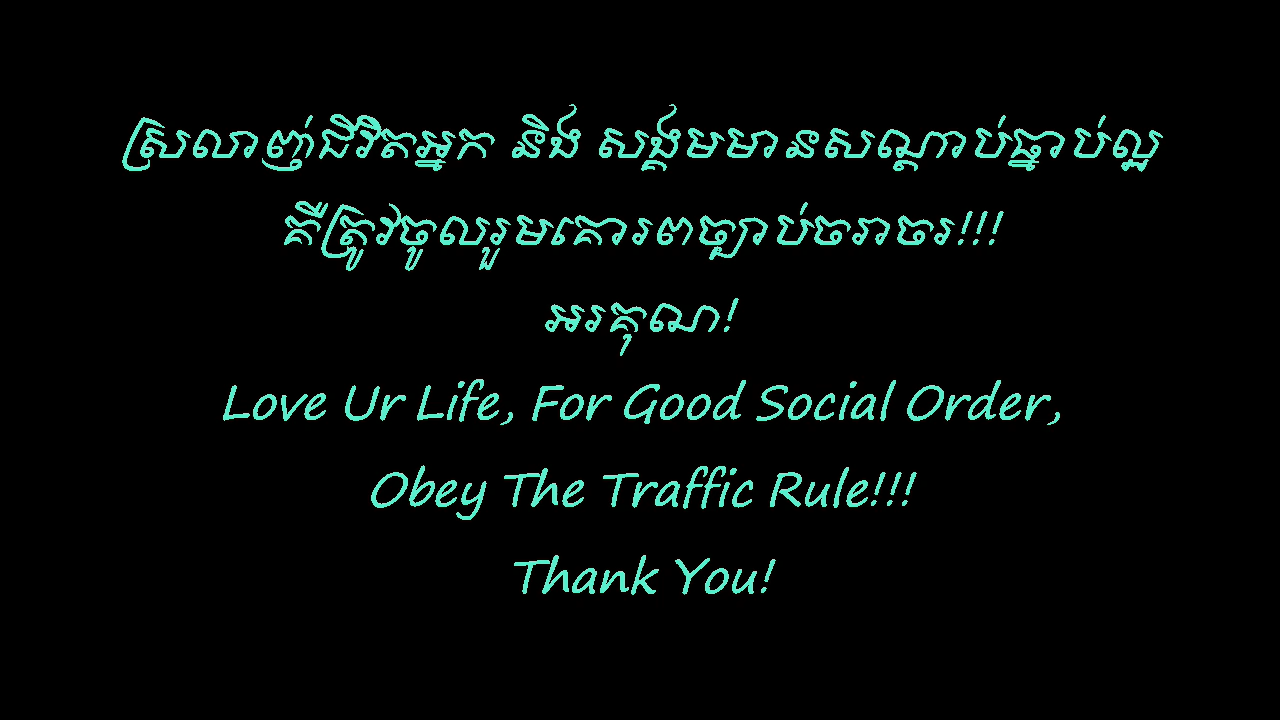 ស្រលាញ់ជីវិតអ្នក និង សង្គមមានសណ្ដាប់ធ្នាប់ល្អ
គឺត្រូវចូលរួមគោរពច្បាប់ចរាចរ!!!
អរគុណ!
Love Ur Life, For Good Social Order,
Obey The Traffic Rule!!!
Thank You!